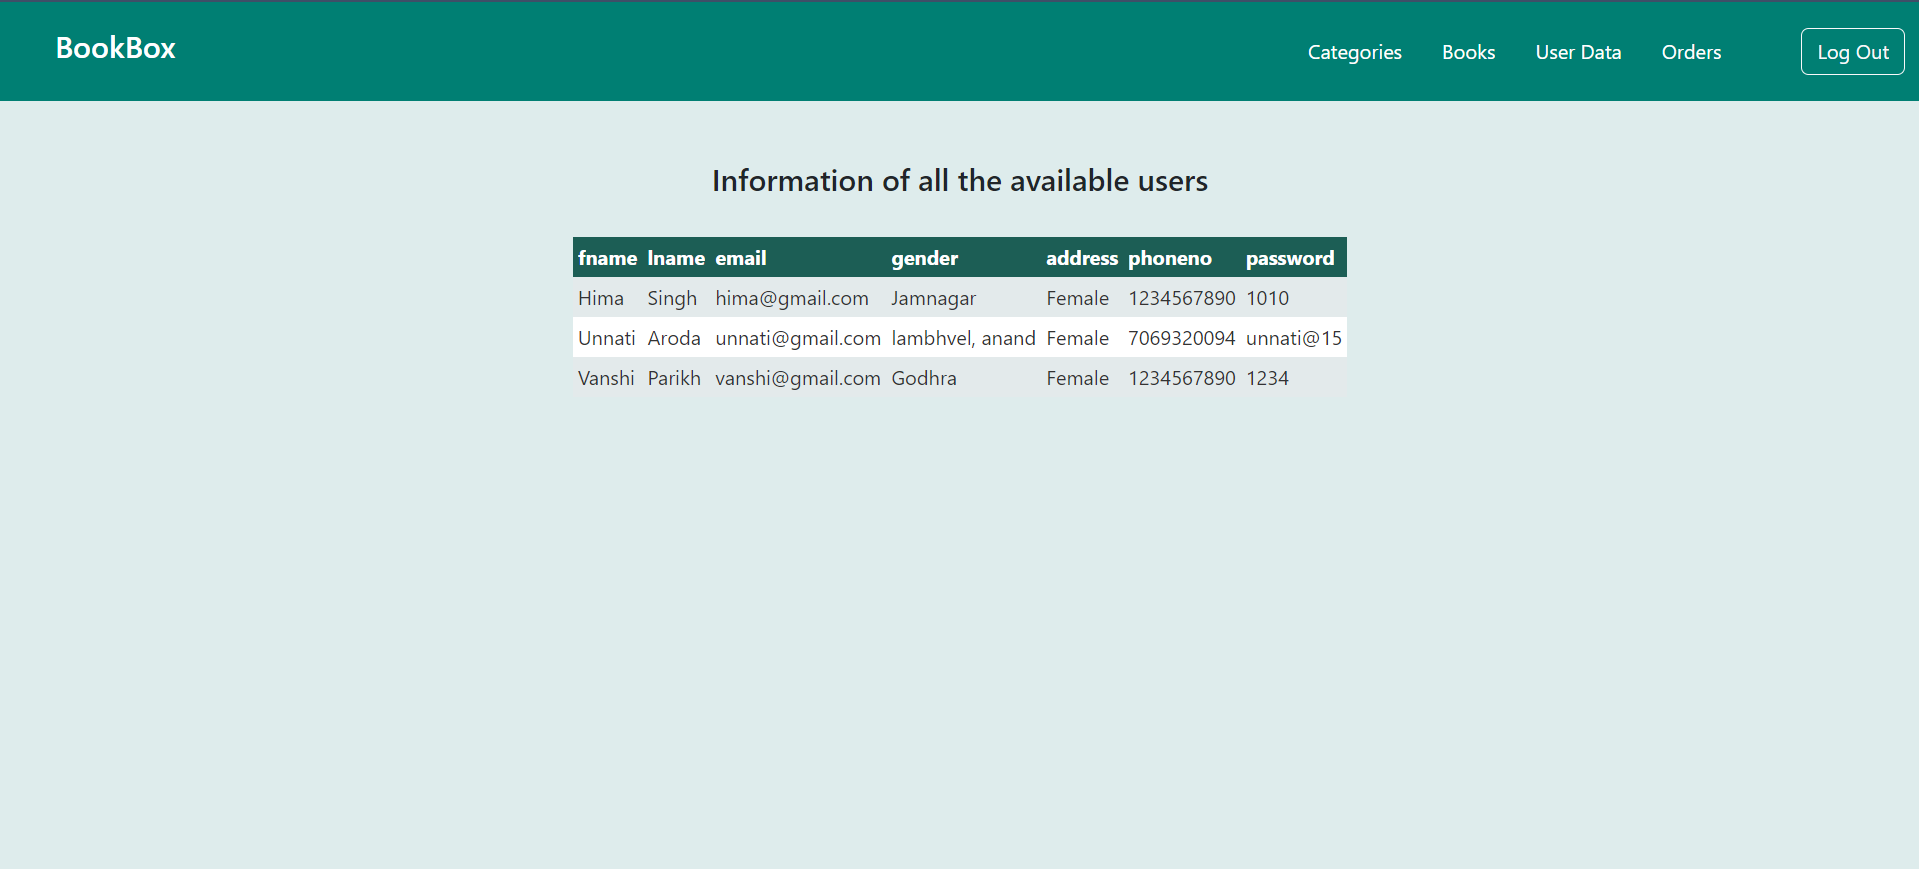 BookBox Categories Books User Data Orders Log Out
Information of all the available users
fname lname email gender address phoneno password
Hima Singh hima@gmail.com Jamnagar Female 1234567890 1010
Unnati Aroda unnati@gmail.com lambhvel, anand Female 7069320094 unnati@15
Vanshi Parikh vanshi@gmail.com Godhra Female 1234567890 1234